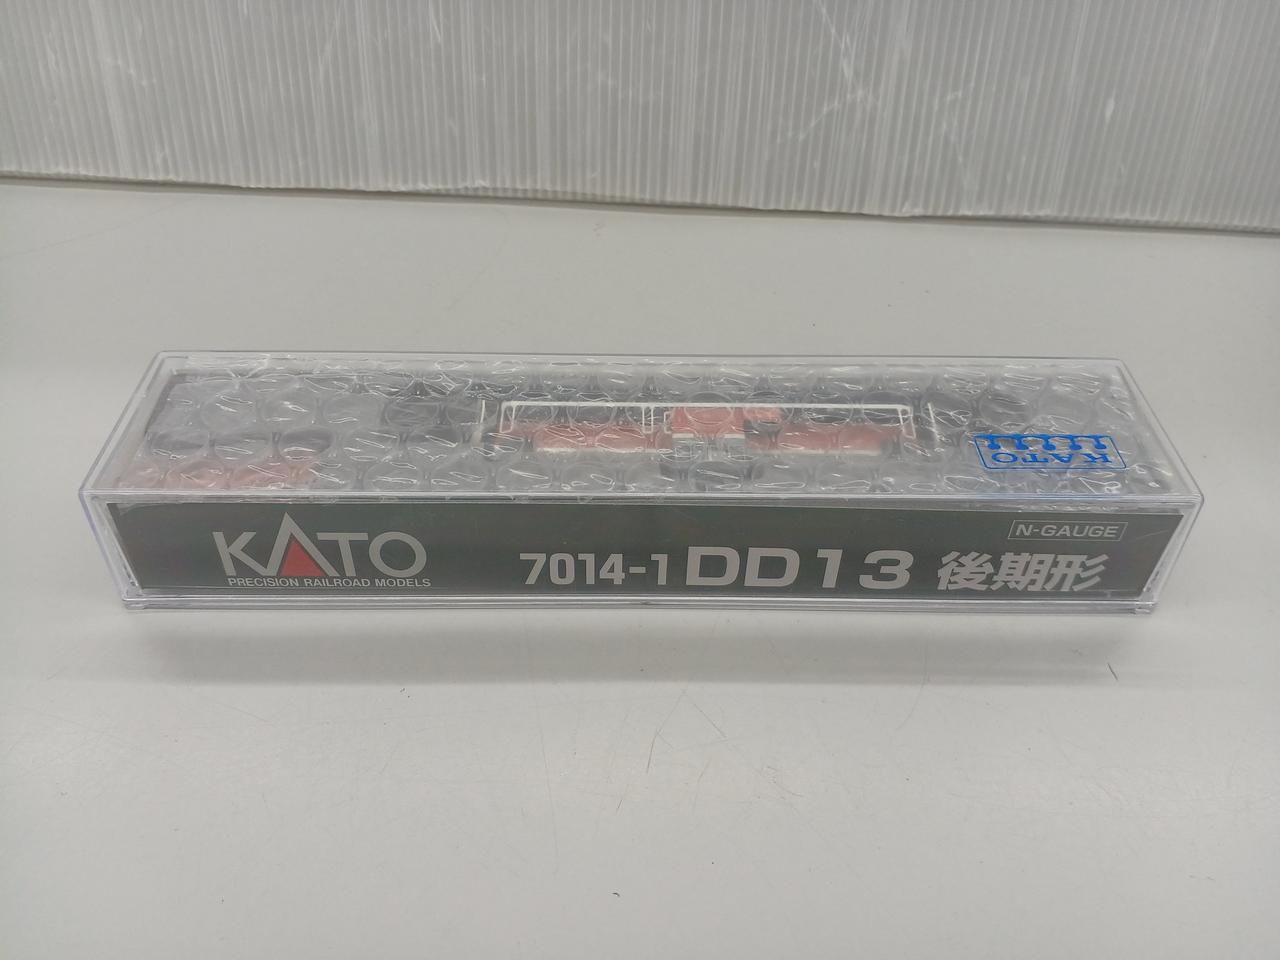 KATO
KATO
PRECISION RAILROAD MODELS
7014-1 DD13 後期形
N-GAUGE